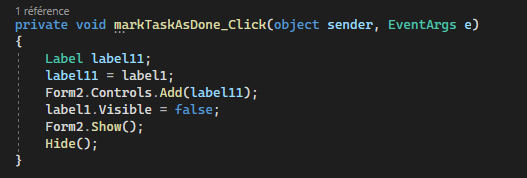 1 référence
private void markTaskAsDone_Click(object sender, EventArgs e)
{
Label label11;
label11 = label1;
Form2.Controls.Add(label11);
label1.Visible = false;
Form2.Show();
Hide();
}